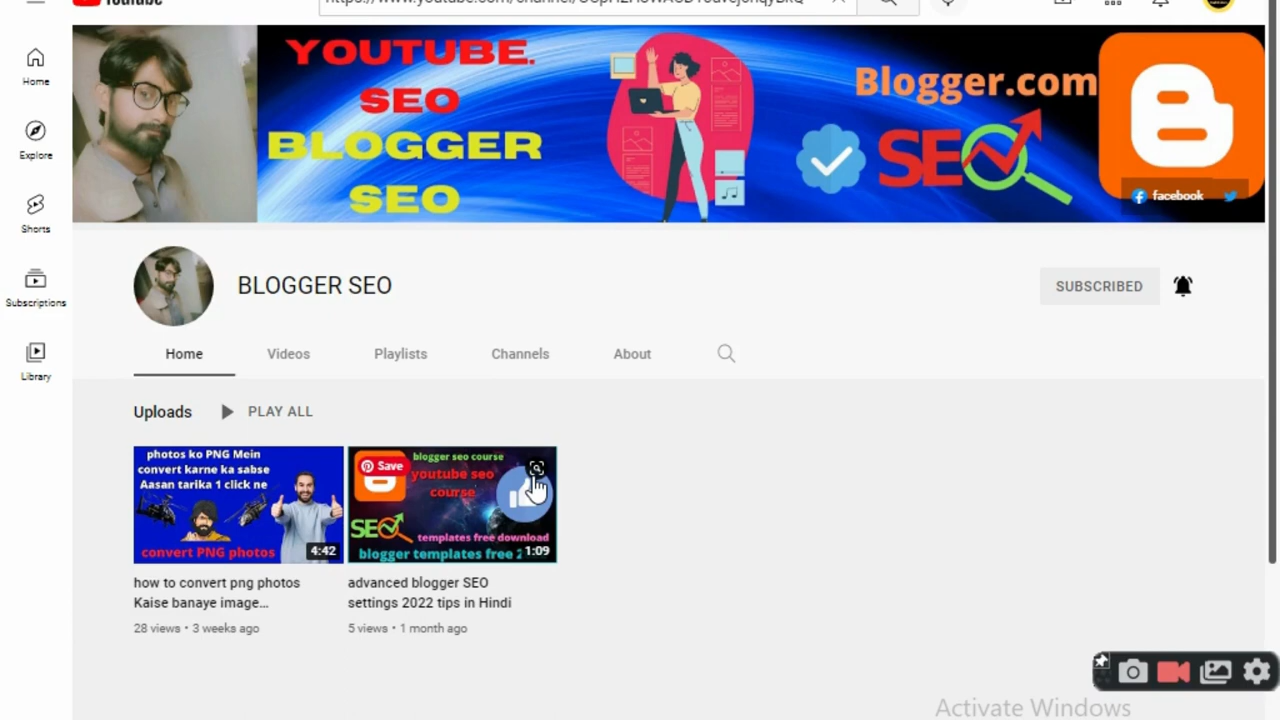 YouTube
Home
Explore
Shorts
Subscriptions
Library
YOUTUBE.
SEO
BLOGGER
SEO
Blogger.com
SEO
facebook
BLOGGER SEO
SUBSCRIBED
Home Videos Playlists Channels About
Uploads PLAY ALL
photos ko PNG Mein
convert karne ka sabse
Aasan tarika 1 click ne
convert PNG photos
4:42
Save
blogger seo course
youtube seo
course
SEO
templates free download
blogger templates free 2
1:09
how to convert png photos
Kaise banaye image...
28 views • 3 weeks ago
advanced blogger SEO
settings 2022 tips in Hindi
5 views • 1 month ago
Activate Windows